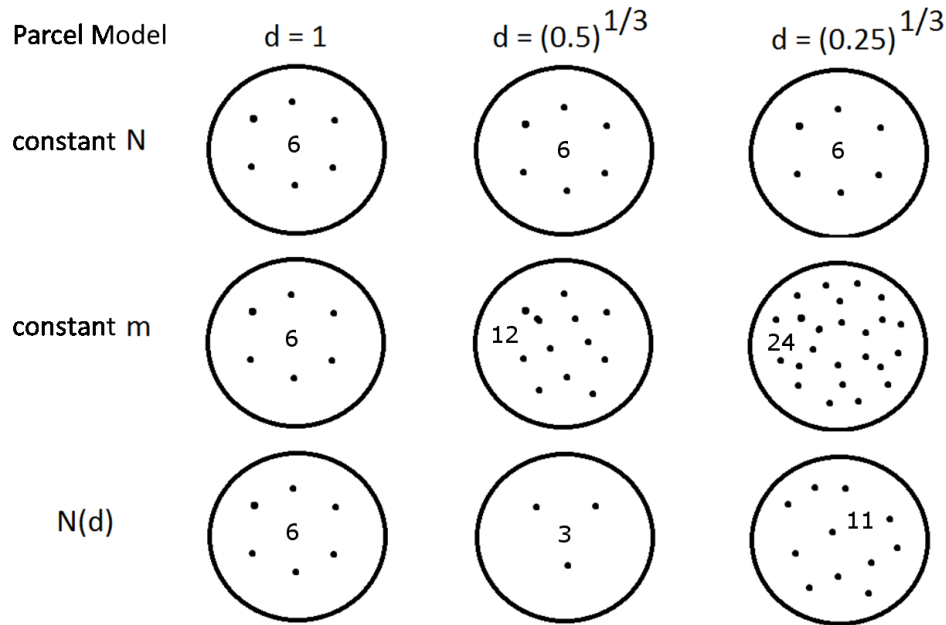 Parcel Model d = 1 d = (0.5)^1/3 d = (0.25)^1/3
constant N 6 6 6
constant m 6 12 24
N(d) 6 3 11